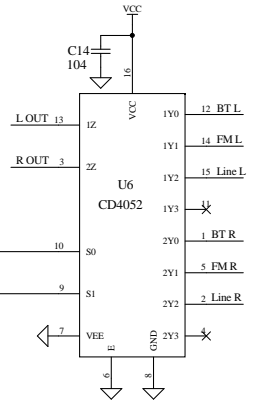 VCC
C14
104
16
VCC
L OUT 13 1Z
1Y0 12 BT L
1Y1 14 FM L
R OUT 3 2Z
1Y2 15 Line L
U6
CD4052
1Y3 11
2Y0 1 BT R
10 S0
2Y1 5 FM R
9 S1
2Y2 2 Line R
7 VEE
2Y3 4
E
GND
6
8